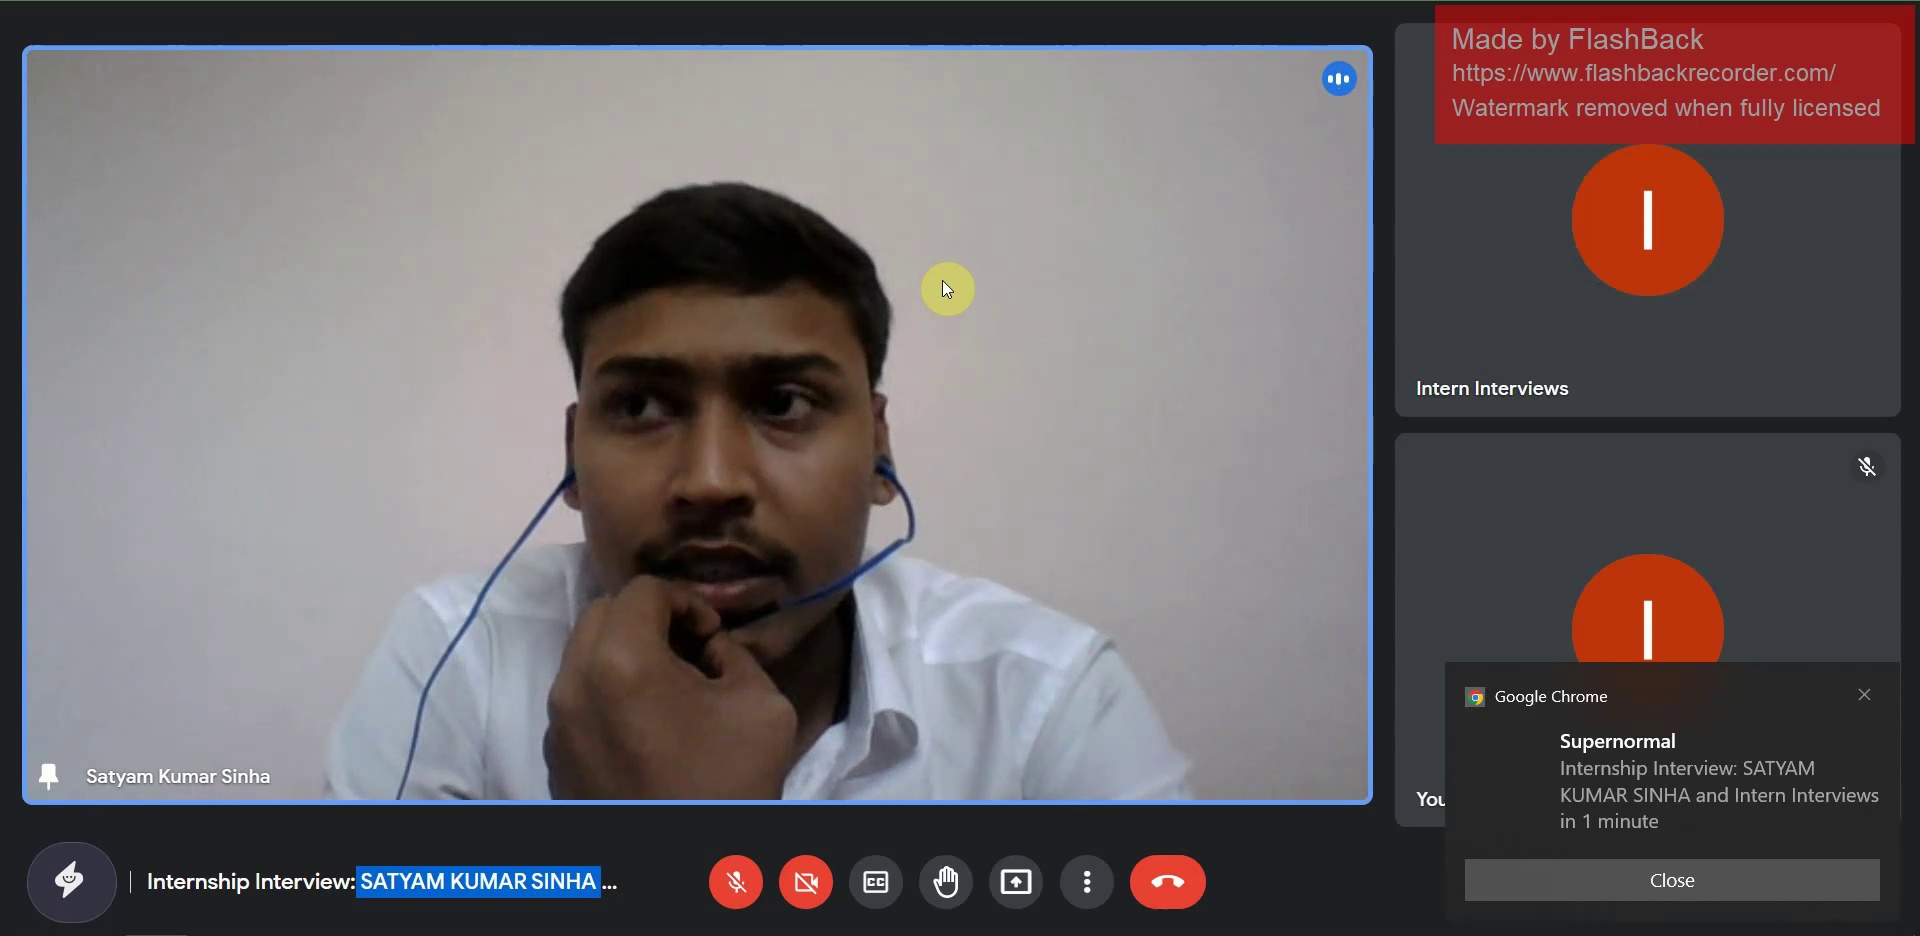 Made by FlashBack
https://www.flashbackrecorder.com/
Watermark removed when fully licensed
I
Intern Interviews
I
Google Chrome
Supernormal
Internship Interview: SATYAM
KUMAR SINHA and Intern Interviews
in 1 minute
Close
You
Satyam Kumar Sinha
Internship Interview: SATYAM KUMAR SINHA ...
CC